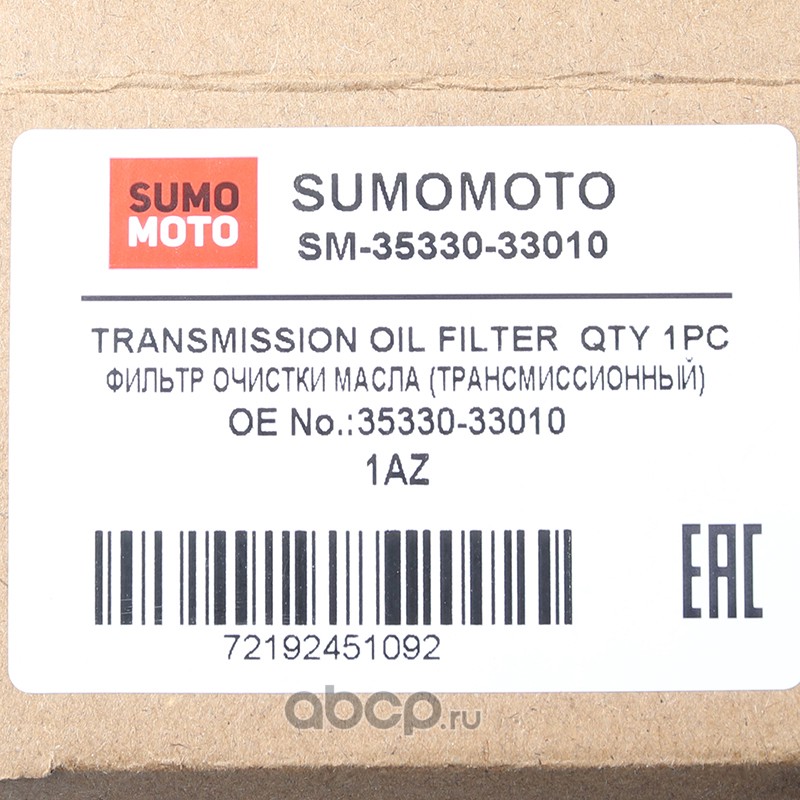 SUMO
MOTO
SUMOMOTO
SM-35330-33010
TRANSMISSION OIL FILTER QTY 1PC
ФИЛЬТР ОЧИСТКИ МАСЛА (ТРАНСМИССИОННЫЙ)
OE No.:35330-33010
1AZ
72192451092
EAC
abcp.ru